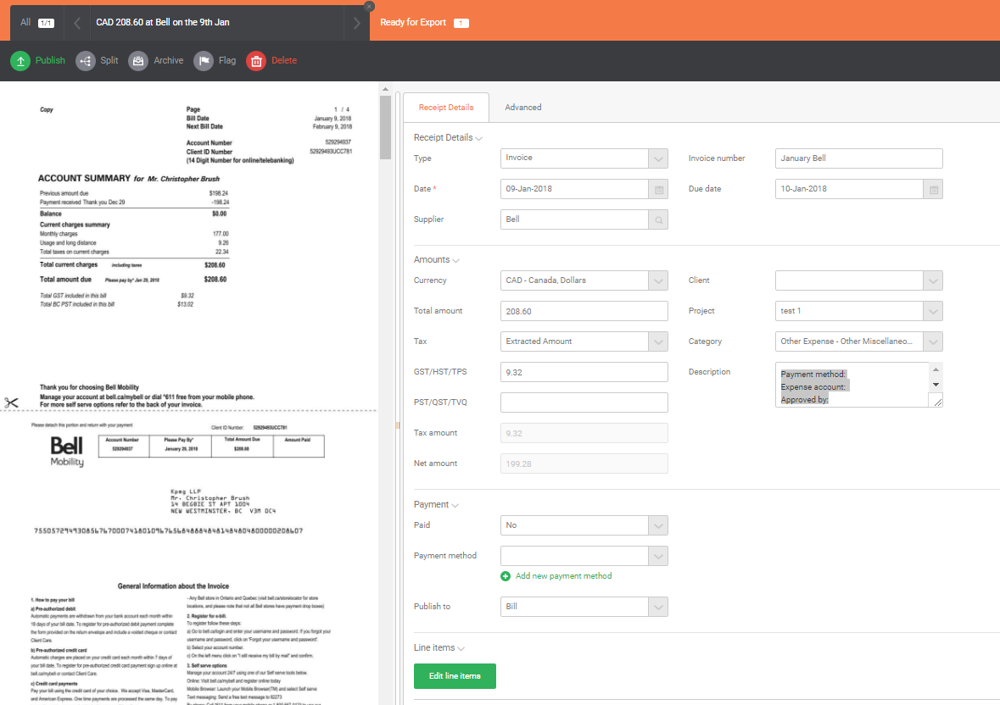 All 1/1 CAD 208.60 at Bell on the 9th Jan Ready for Export 1
Publish Split Archive Flag Delete
Copy
Page 1 / 4
Bill Date January 9, 2018
Next Bill Date February 9, 2018
Account Number 529294937
Client ID Number 52929493UCC781
(14 Digit Number for online/telebanking)
ACCOUNT SUMMARY for Mr. Christopher Brush
Previous amount due $198.24
Payment received Thank you Dec 29 -198.24
Balance $0.00
Current charges summary
Monthly charges 177.00
Usage and long distance 9.26
Total taxes on current charges 22.34
Total current charges including taxes $208.60
Total amount due Please pay by* Jan 29, 2018 $208.60
Total GST included in this bill $9.32
Total BC PST included in this bill $13.02
Thank you for choosing Bell Mobility
Manage your account at bell.ca/mybell or dial *611 free from your mobile phone.
For more self serve options refer to the back of your invoice.
Please detach this portion and return with your payment
Client ID Number: 52929493UCC781
Bell
Mobility
Account Number Please Pay By* Total Amount Due Amount Paid
529294937 January 29, 2018 $208.60
Kpmg LLP
Mr. Christopher Brush
14 BEGBIE ST APT 1004
NEW WESTMINSTER, BC V3M 0C4
General Information about the Invoice
1. How to pay your bill
a) Pre-authorized debit
Automatic payments are withdrawn from your bank account each month within
18 days of your bill date. To register for pre-authorized debit payment complete
the form provided on the return envelope and include a voided cheque or contact
Client Care.
b) Pre-authorized credit card
Automatic charges are placed on your credit card each month within 7 days of
your bill date. To register for pre-authorized credit card payment sign up online at
bell.ca/mybell or contact Client Care.
c) Credit card payments
Pay your bill using the credit card of your choice. We accept Visa, MasterCard,
and American Express. One time payments are processed the same day. To pay
- Any Bell store in Ontario and Quebec (visit bell.ca/storelocator for store
locations, and please note that not all Bell stores have payment drop boxes)
2. Register for e-bill.
To register follow these steps:
a) Go to bell.ca/login and enter your username and password. If you forgot your
username and password, click on "Forgot your username and password".
b) Select your account number.
c) On the left menu click on "I still receive my bill by mail" and confirm.
3. Self serve options
Manage your account 24/7 using one of our Self serve tools below.
Online: Visit bell.ca/mybell and register online today
Mobile Browser: Launch your Mobile Browser(TM) and select Self serve
Text messaging: Send a free text message to 82273
Receipt Details Advanced
Receipt Details
Type Invoice Invoice number January Bell
Date * 09-Jan-2018 Due date 10-Jan-2018
Supplier Bell
Amounts
Currency CAD - Canada, Dollars Client
Total amount 208.60 Project test 1
Tax Extracted Amount Category Other Expense - Other Miscellaneo...
GST/HST/TPS 9.32 Description Payment method:
Expense account:
Approved by:
PST/QST/TVQ
Tax amount 9.32
Net amount 199.28
Payment
Paid No
Payment method
Add new payment method
Publish to Bill
Line items
Edit line items